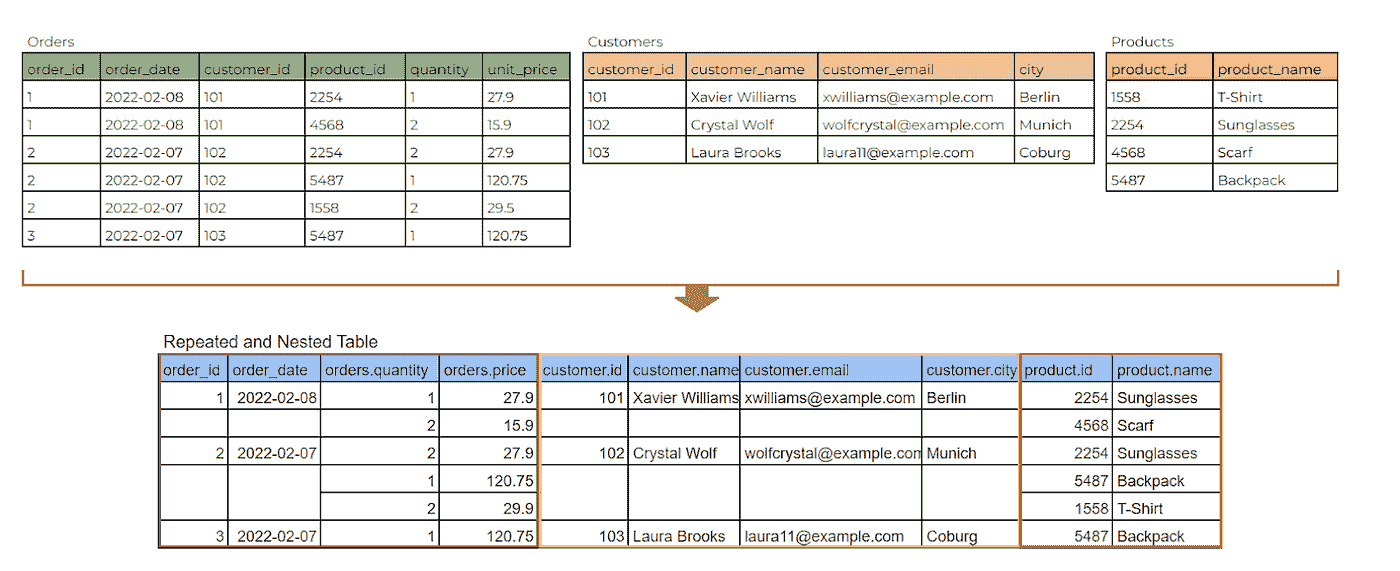 Orders
order_id order_date customer_id product_id quantity unit_price
1 2022-02-08 101 2254 1 27.9
1 2022-02-08 101 4568 2 15.9
2 2022-02-07 102 2254 2 27.9
2 2022-02-07 102 5487 1 120.75
2 2022-02-07 102 1558 2 29.5
3 2022-02-07 103 5487 1 120.75
Customers
customer_id customer_name customer_email city
101 Xavier Williams xwilliams@example.com Berlin
102 Crystal Wolf wolfcrystal@example.com Munich
103 Laura Brooks laura11@example.com Coburg
Products
product_id product_name
1558 T-Shirt
2254 Sunglasses
4568 Scarf
5487 Backpack
Repeated and Nested Table
order_id order_date orders.quantity orders.price customer.id customer.name customer.email customer.city product.id product.name
1 2022-02-08 1 27.9 101 Xavier Williams xwilliams@example.com Berlin 2254 Sunglasses
2 15.9 4568 Scarf
2 2022-02-07 2 27.9 102 Crystal Wolf wolfcrystal@example.com Munich 2254 Sunglasses
1 120.75 5487 Backpack
2 29.9 1558 T-Shirt
3 2022-02-07 1 120.75 103 Laura Brooks laura11@example.com Coburg 5487 Backpack